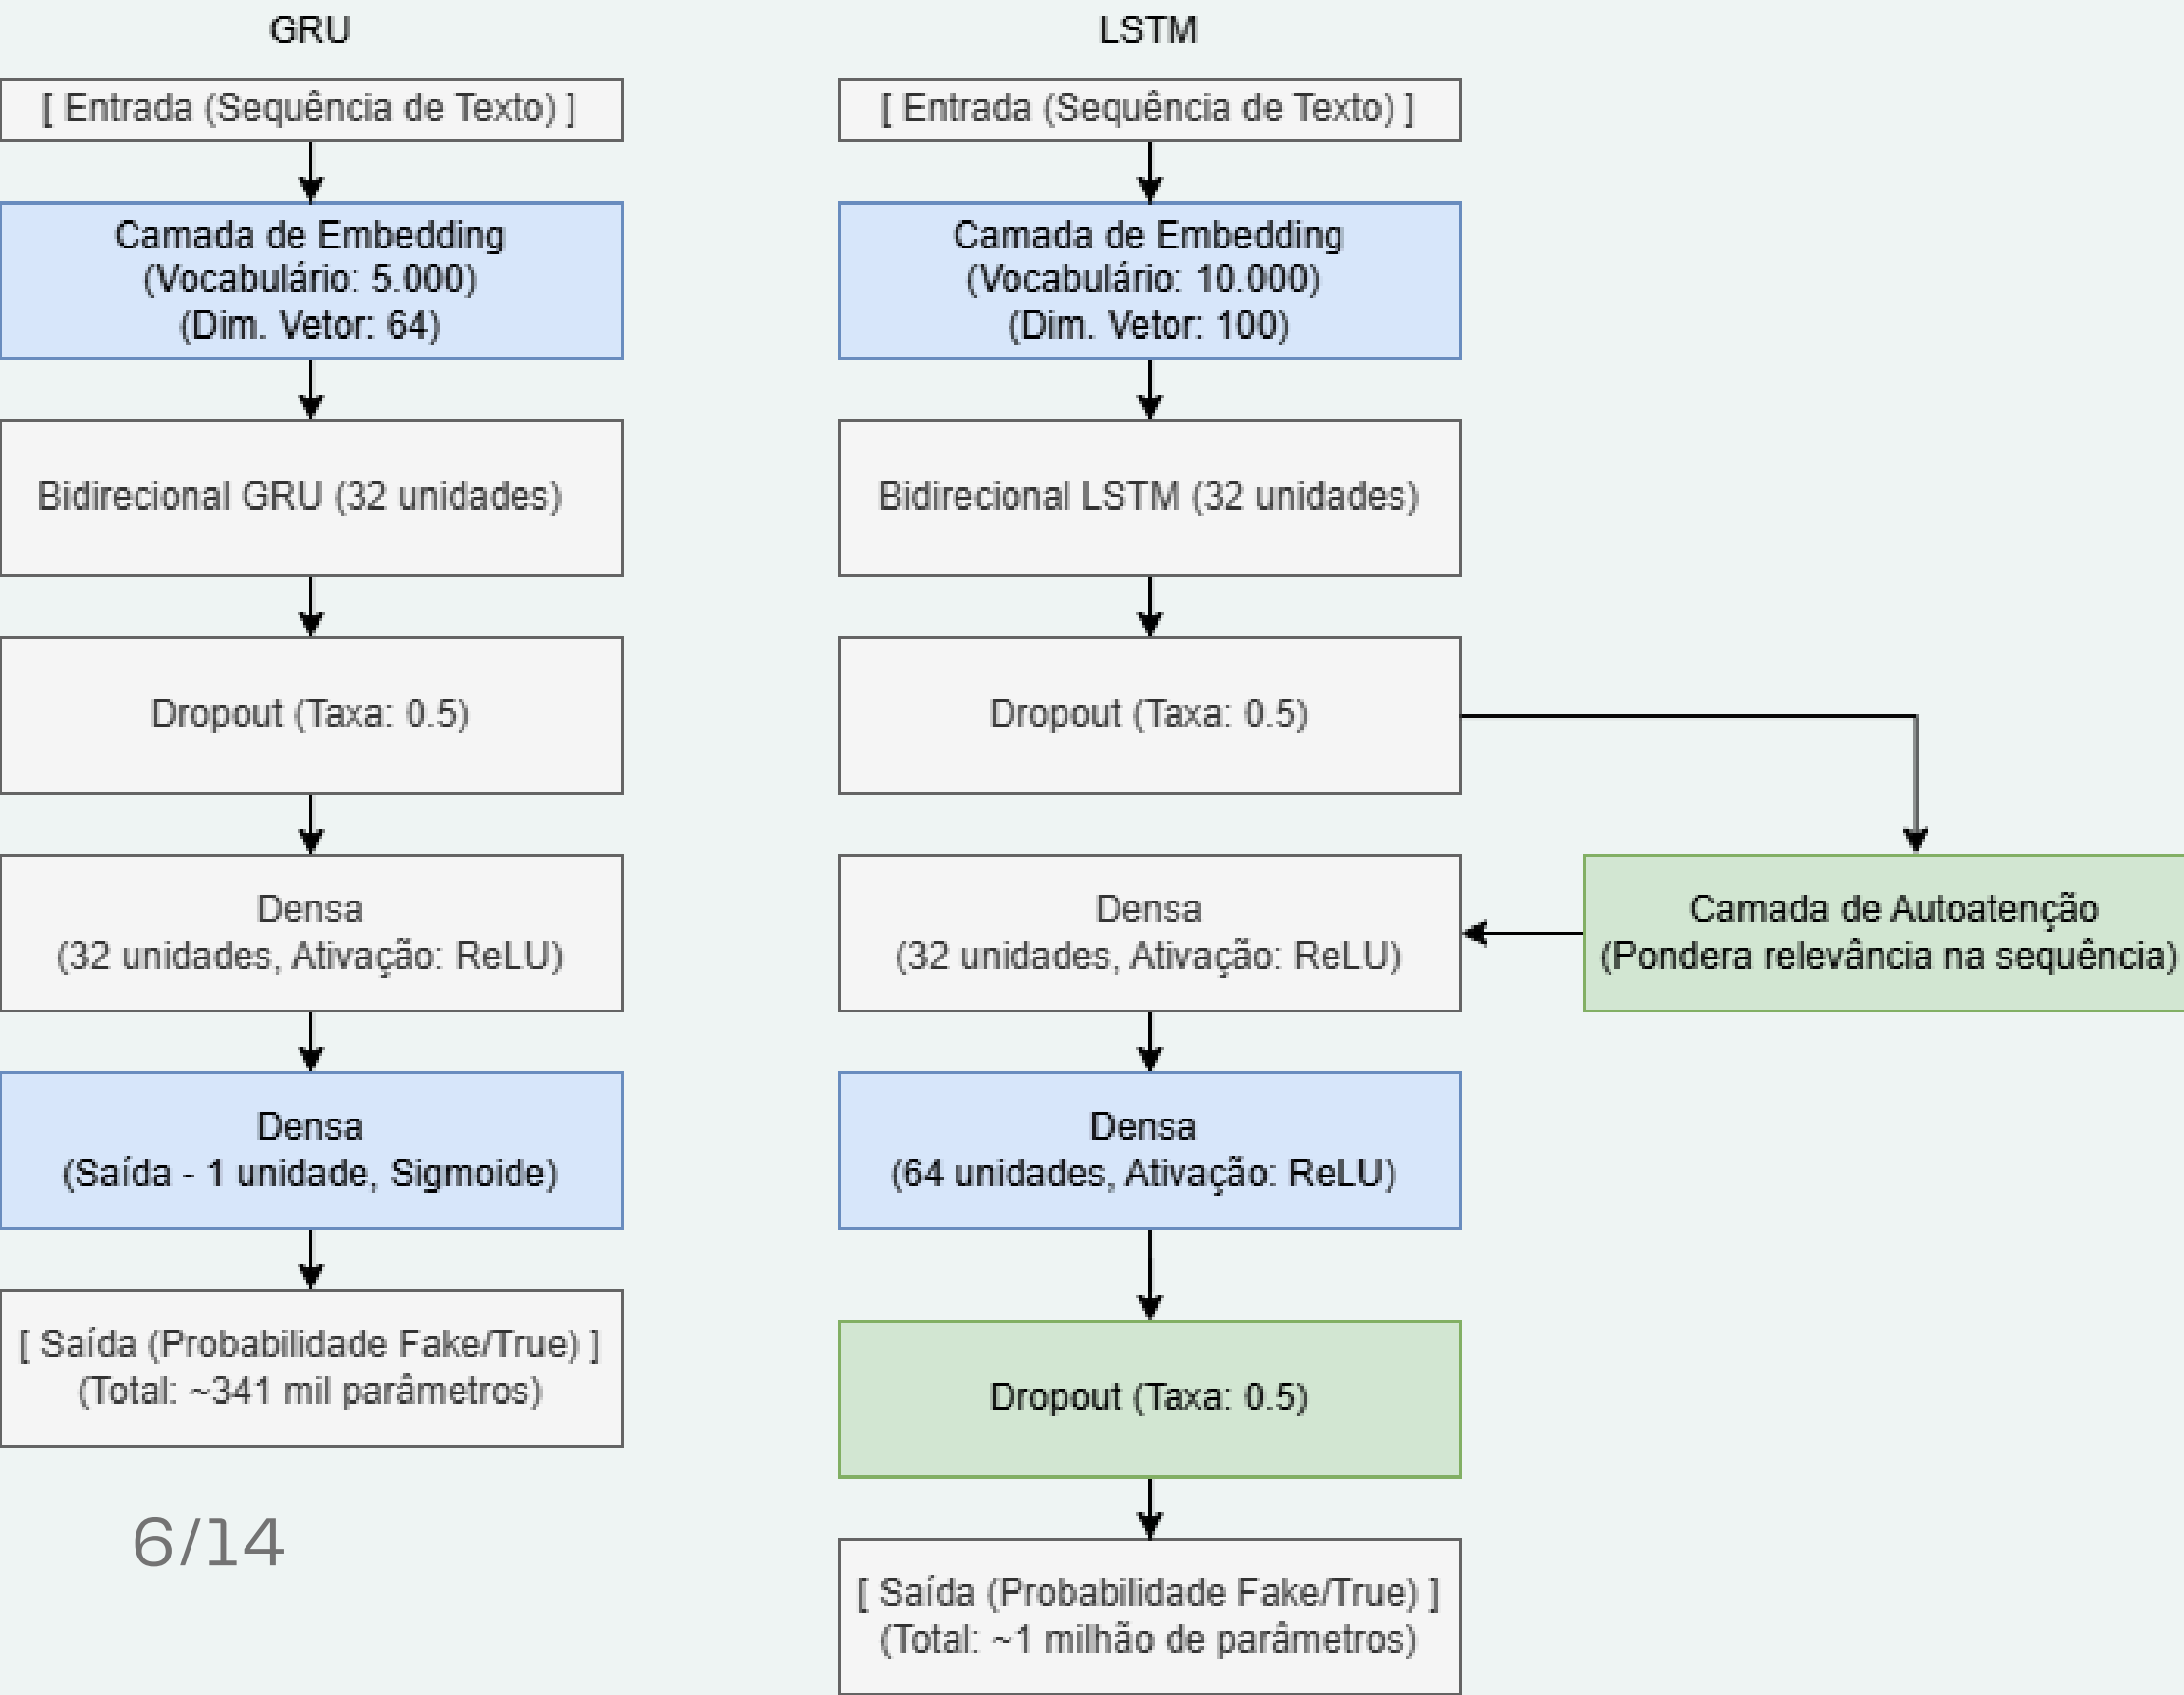 GRU
[ Entrada (Sequência de Texto) ]
Camada de Embedding
(Vocabulário: 5.000)
(Dim. Vetor: 64)
Bidirecional GRU (32 unidades)
Dropout (Taxa: 0.5)
Densa
(32 unidades, Ativação: ReLU)
Densa
(Saída - 1 unidade, Sigmoide)
[ Saída (Probabilidade Fake/True) ]
(Total: ~341 mil parâmetros)
LSTM
[ Entrada (Sequência de Texto) ]
Camada de Embedding
(Vocabulário: 10.000)
(Dim. Vetor: 100)
Bidirecional LSTM (32 unidades)
Dropout (Taxa: 0.5)
Camada de Autoatenção
(Pondera relevância na sequência)
Densa
(32 unidades, Ativação: ReLU)
Densa
(64 unidades, Ativação: ReLU)
Dropout (Taxa: 0.5)
[ Saída (Probabilidade Fake/True) ]
(Total: ~1 milhão de parâmetros)
6/14